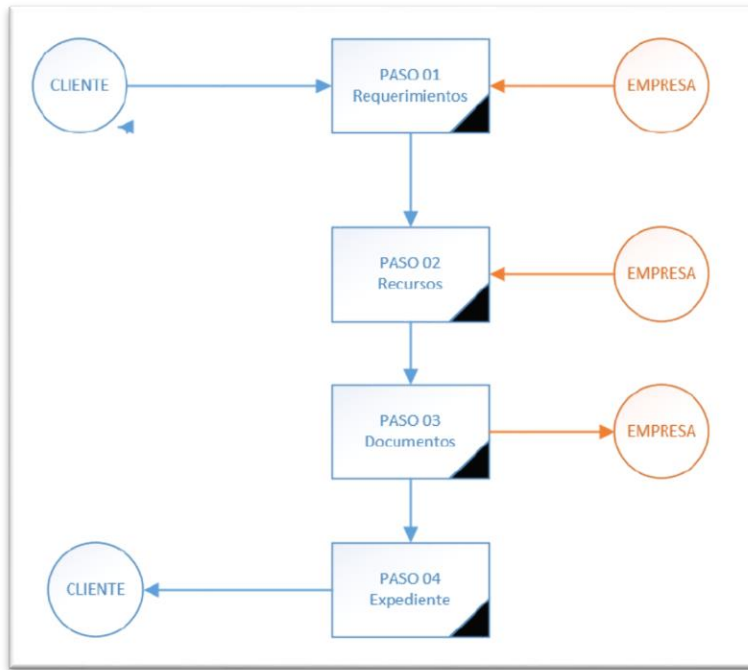 CLIENTE
PASO 01
Requerimientos
EMPRESA
PASO 02
Recursos
EMPRESA
PASO 03
Documentos
EMPRESA
CLIENTE
PASO 04
Expediente